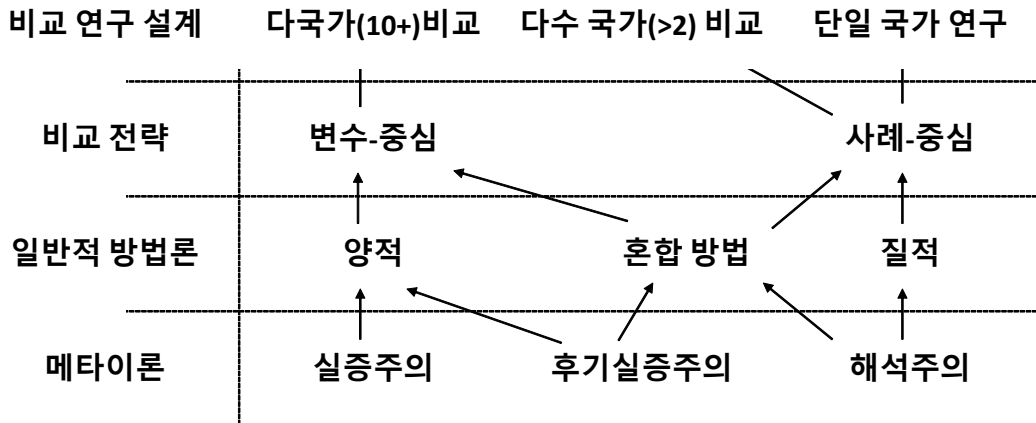 비교 연구 설계 다국가(10+)비교 다수 국가(>2) 비교 단일 국가 연구
비교 전략 변수-중심 사례-중심
일반적 방법론 양적 혼합 방법 질적
메타이론 실증주의 후기실증주의 해석주의